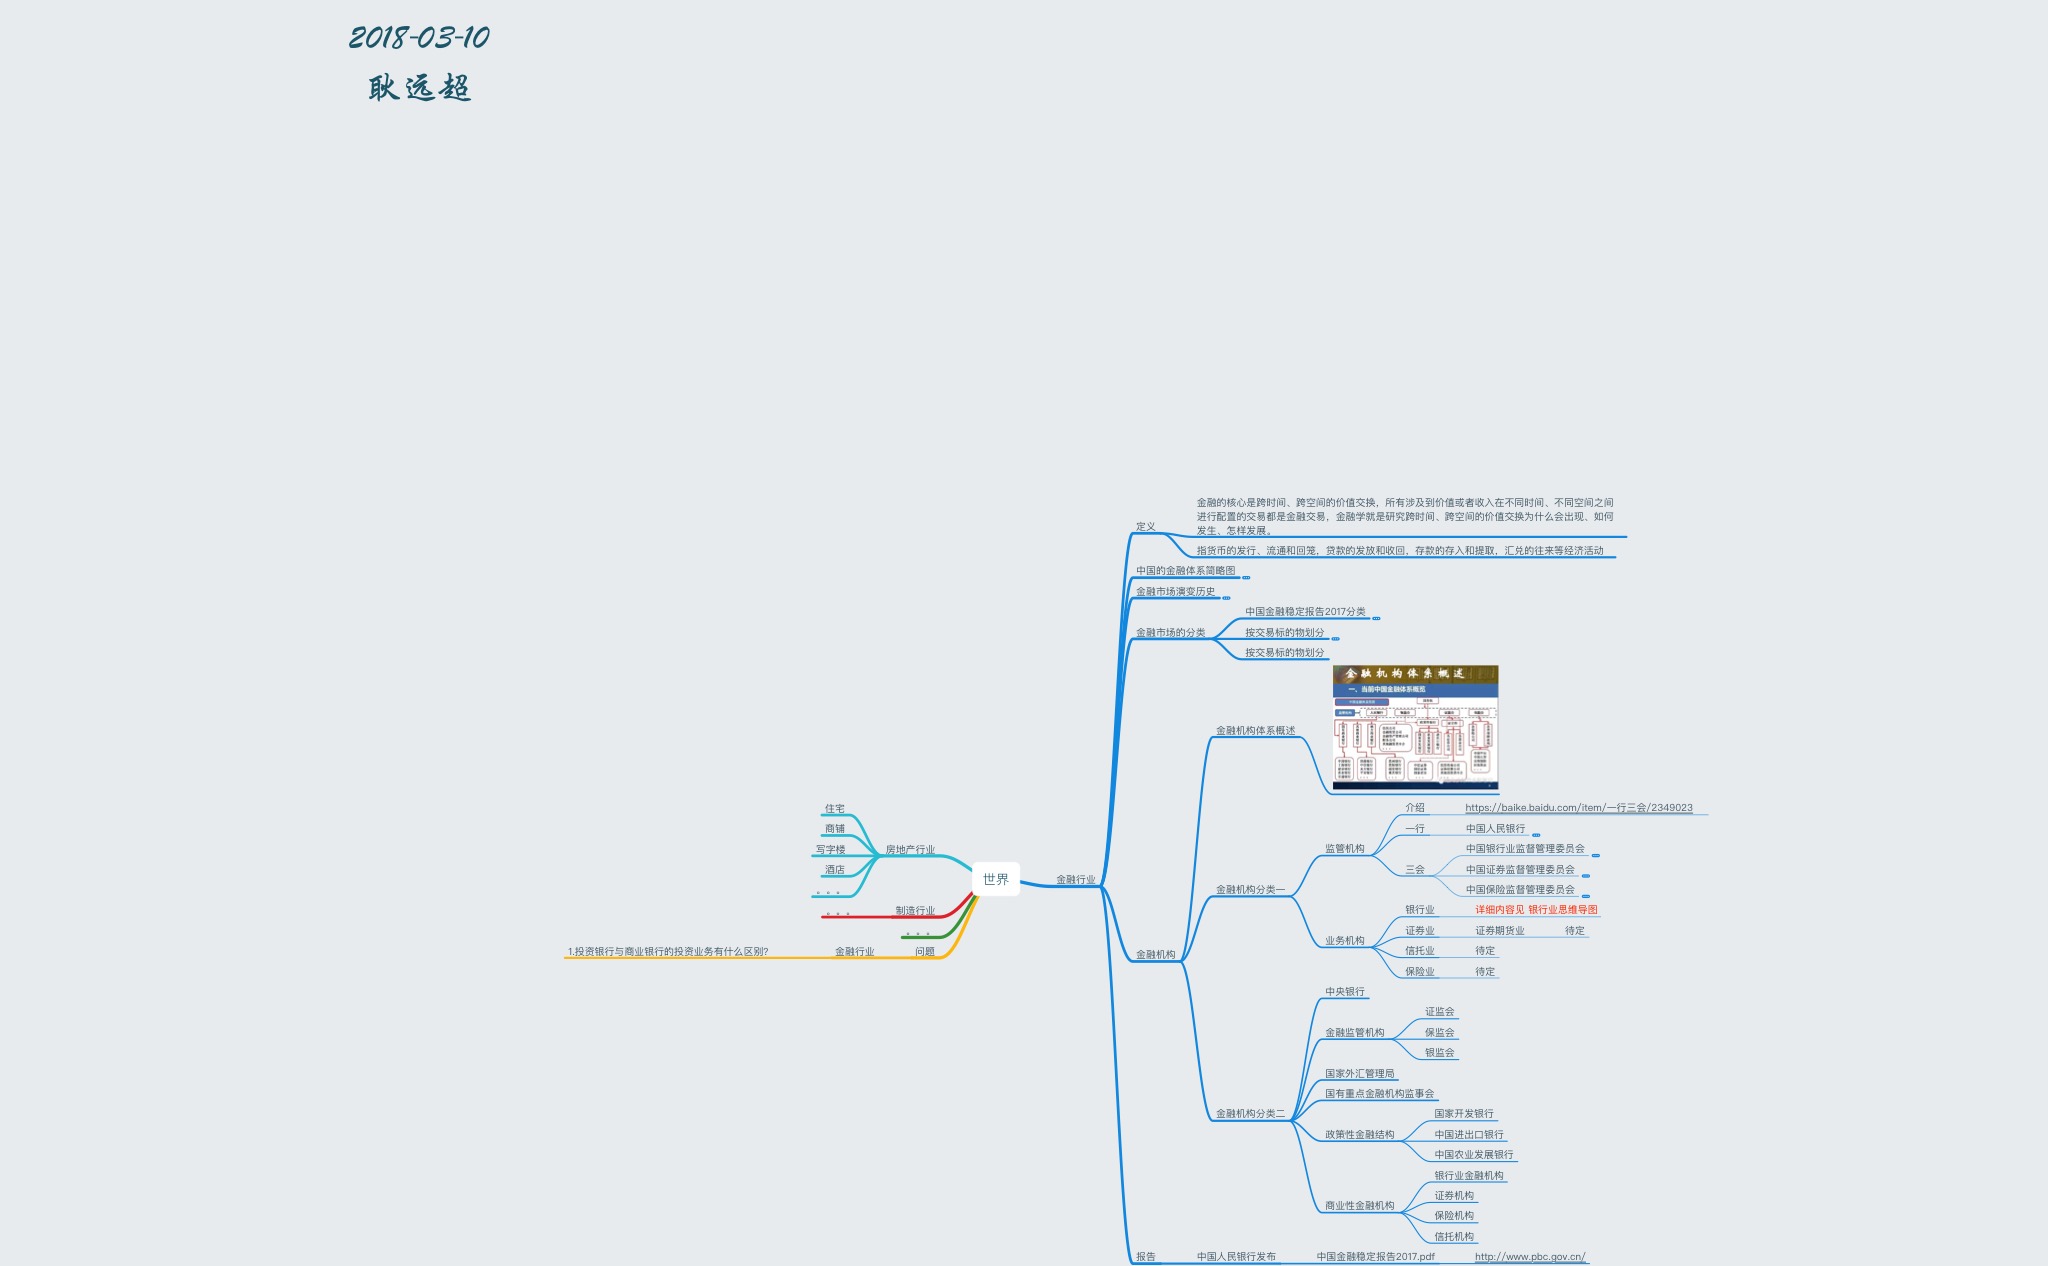 2018-03-10
耿远超
世界
金融行业
定义
金融的核心是跨时间、跨空间的价值交换，所有涉及到价值或者收入在不同时间、不同空间之间
进行配置的交易都是金融交易，金融学就是研究跨时间、跨空间的价值交换为什么会出现、如何
发生、怎样发展。
指货币的发行、流通和回笼，贷款的发放和收回，存款的存入和提取，汇兑的往来等经济活动
中国的金融体系简略图
金融市场演变历史
金融市场的分类
中国金融稳定报告2017分类
按交易标的物划分
按交易标的物划分
金融机构
金融机构体系概述
金融机构体系概述
一、当前中国金融体系概览
金融机构分类一
监管机构
介绍
https://baike.baidu.com/item/一行三会/2349023
一行
中国人民银行
三会
中国银行业监督管理委员会
中国证券监督管理委员会
中国保险监督管理委员会
业务机构
银行业
详细内容见 银行业思维导图
证券业
证券期货业
待定
信托业
待定
保险业
待定
金融机构分类二
中央银行
金融监管机构
证监会
保监会
银监会
国家外汇管理局
国有重点金融机构监事会
政策性金融结构
国家开发银行
中国进出口银行
中国农业发展银行
商业性金融机构
银行业金融机构
证券机构
保险机构
信托机构
报告
中国人民银行发布
中国金融稳定报告2017.pdf
http://www.pbc.gov.cn/
房地产行业
住宅
商铺
写字楼
酒店
。。。
制造行业
。。。
。。。
问题
金融行业
1.投资银行与商业银行的投资业务有什么区别？